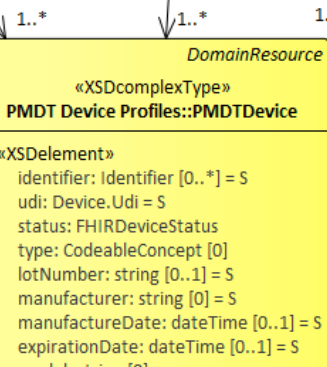 1..* 1..* 1.
DomainResource
«XSDcomplexType»
PMDT Device Profiles::PMDTDevice
«XSDelement»
identifier: Identifier [0..*] = S
udi: Device.Udi = S
status: FHIRDeviceStatus
type: CodeableConcept [0]
lotNumber: string [0..1] = S
manufacturer: string [0] = S
manufactureDate: dateTime [0..1] = S
expirationDate: dateTime [0..1] = S